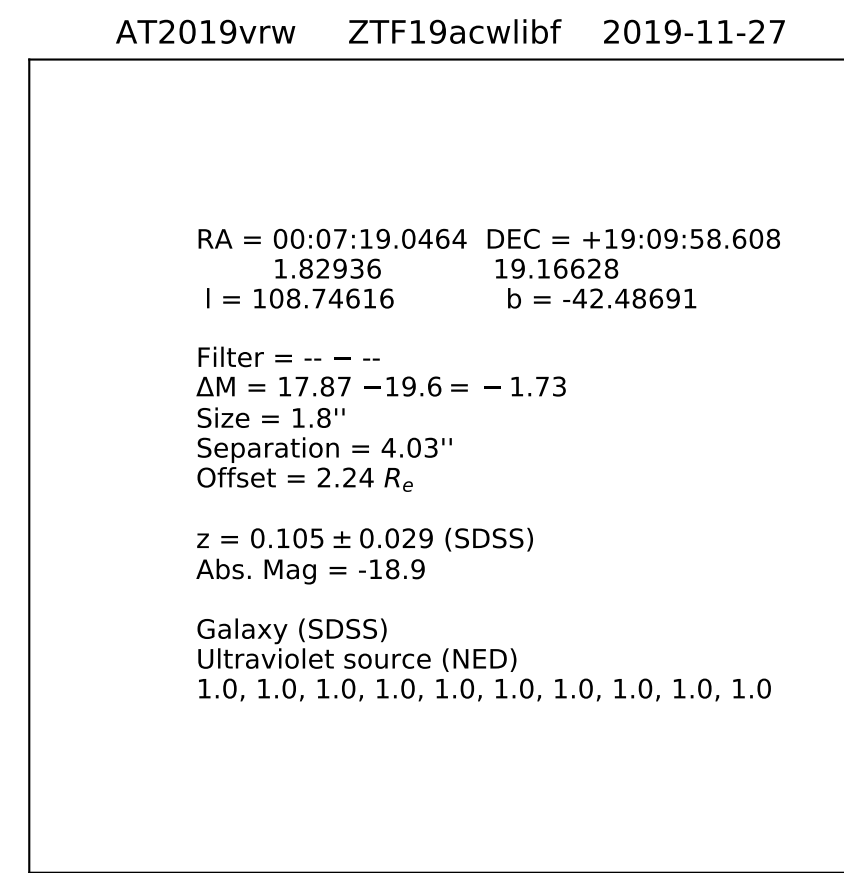 AT2019vrw ZTF19acwlibf 2019-11-27
RA = 00:07:19.0464 DEC = +19:09:58.608
1.82936 19.16628
l = 108.74616 b = -42.48691
Filter = -- − --
ΔM = 17.87 −19.6 = − 1.73
Size = 1.8''
Separation = 4.03''
Offset = 2.24 Rₑ
z = 0.105 ± 0.029 (SDSS)
Abs. Mag = -18.9
Galaxy (SDSS)
Ultraviolet source (NED)
1.0, 1.0, 1.0, 1.0, 1.0, 1.0, 1.0, 1.0, 1.0, 1.0